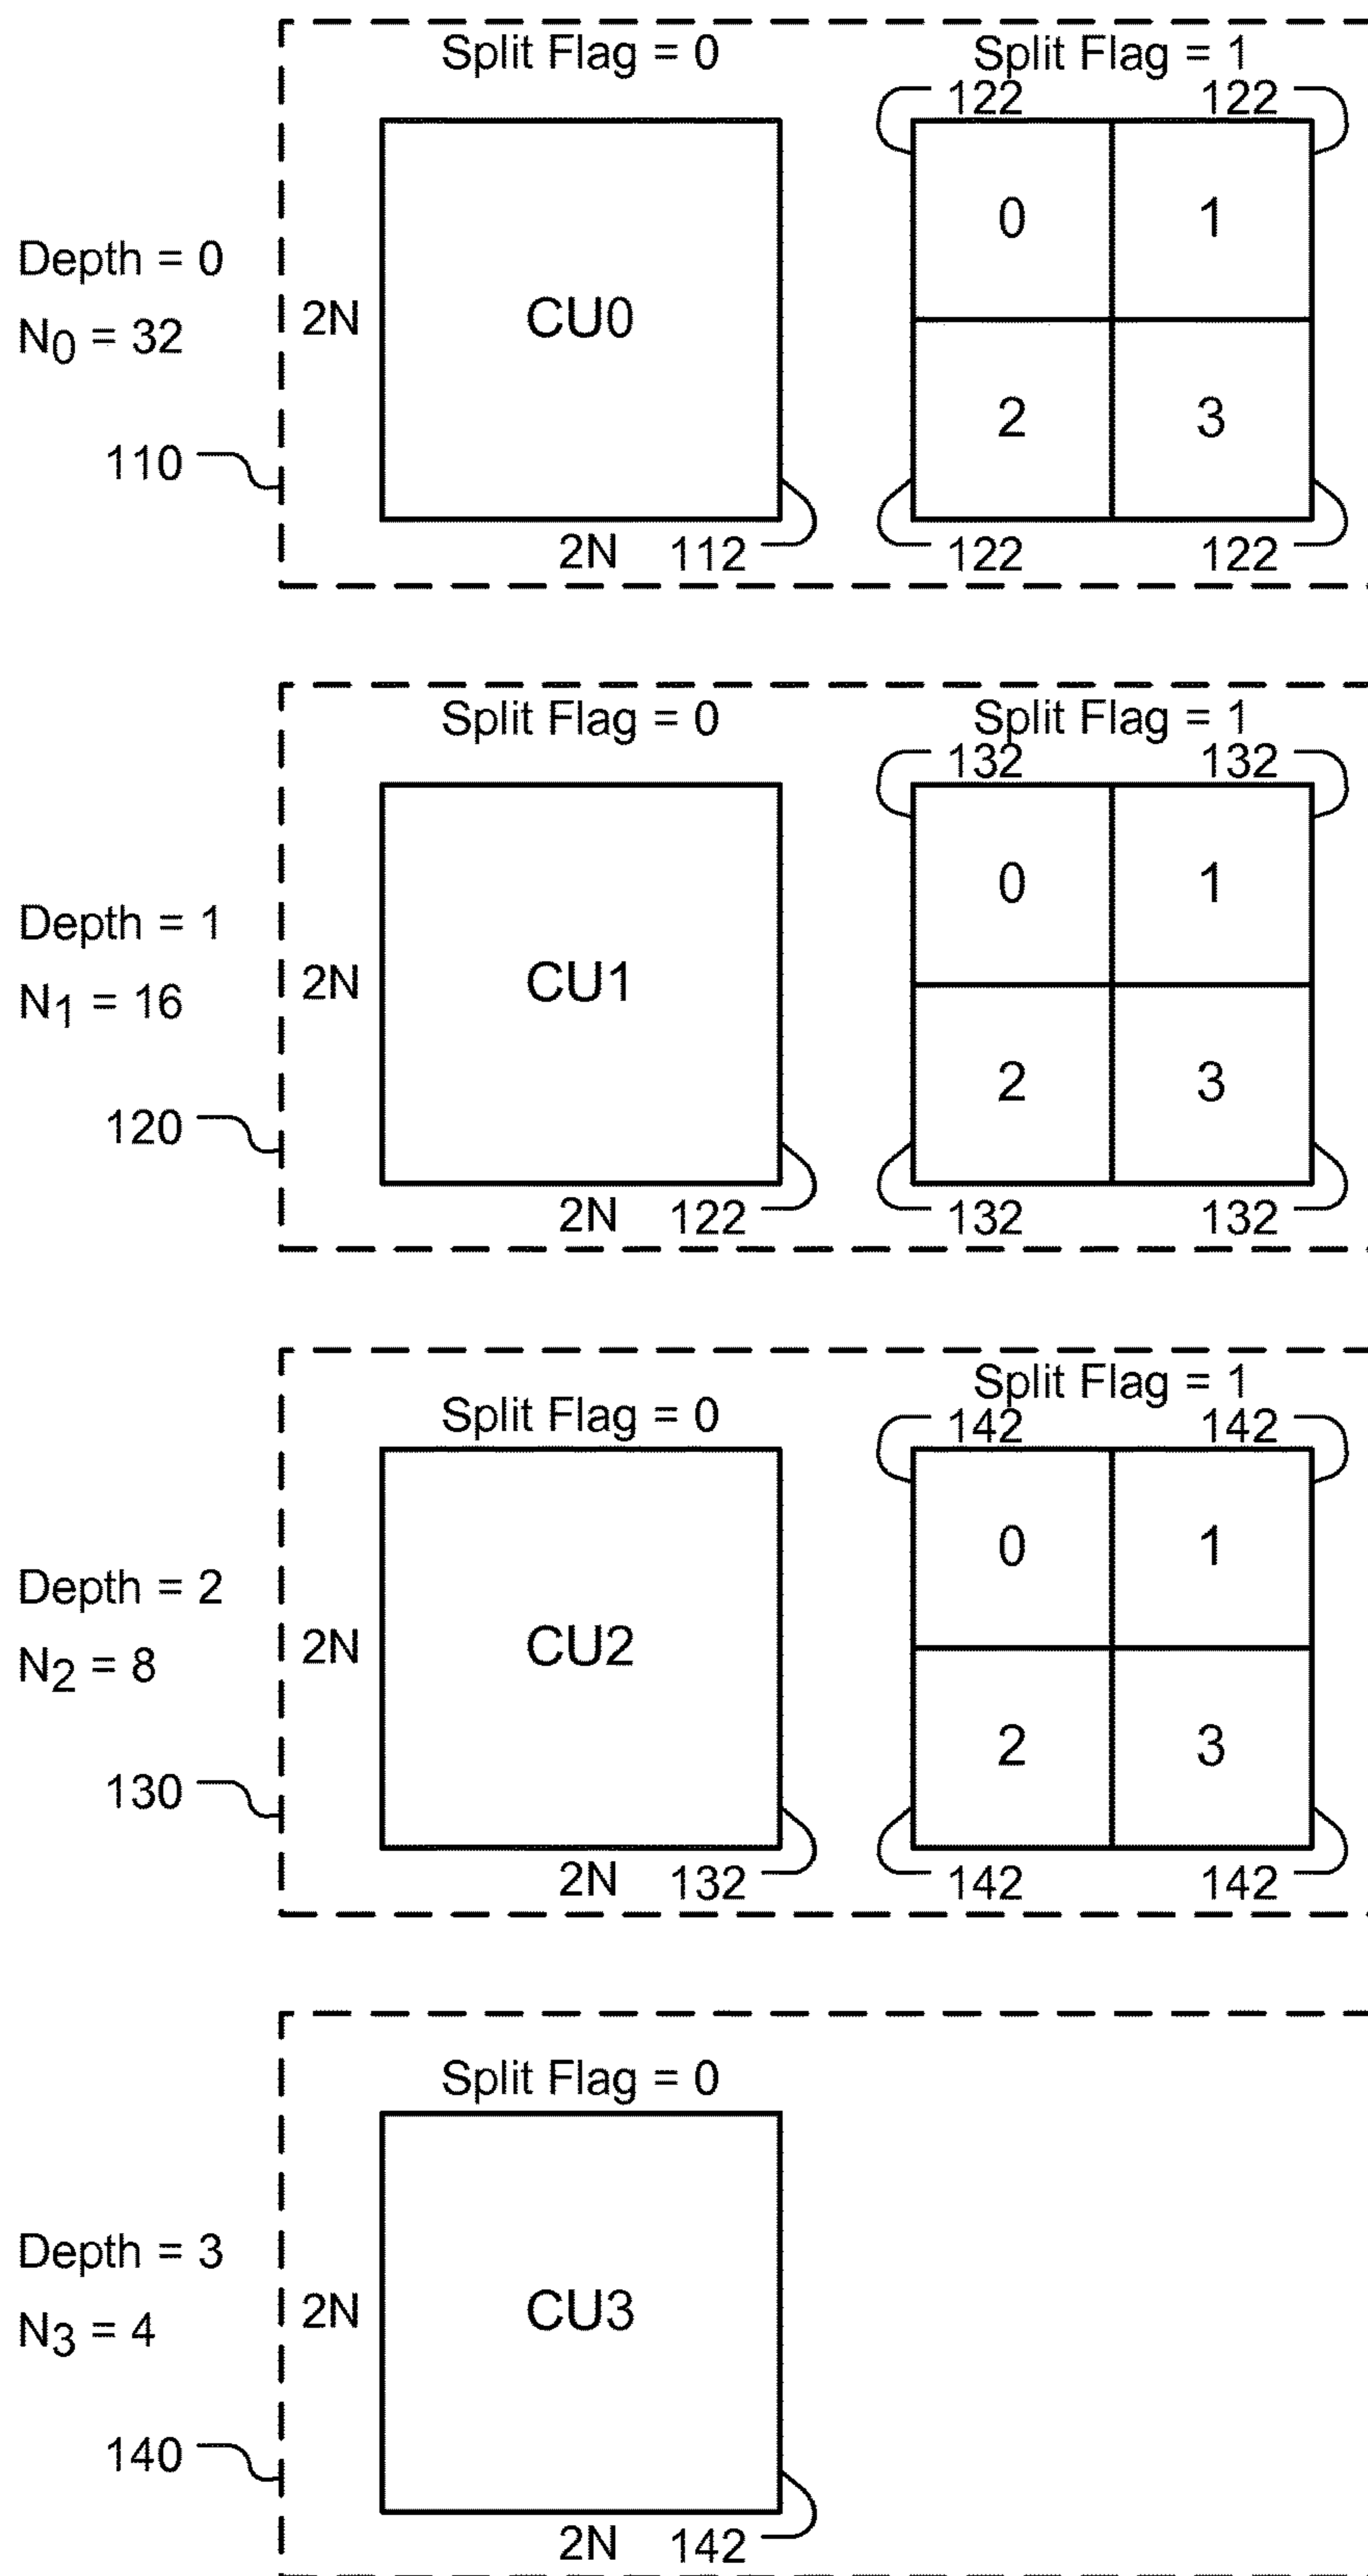 Split Flag = 0 Split Flag = 1
122 122
0 1
Depth = 0
2N CU0
N0 = 32
2 3
110
2N 112 122 122
Split Flag = 0 Split Flag = 1
132 132
0 1
Depth = 1
2N CU1
N1 = 16
2 3
120
2N 122 132 132
Split Flag = 1
Split Flag = 0 142 142
0 1
Depth = 2
2N CU2
N2 = 8
2 3
130
2N 132 142 142
Split Flag = 0
Depth = 3
2N CU3
N3 = 4
140
2N 142